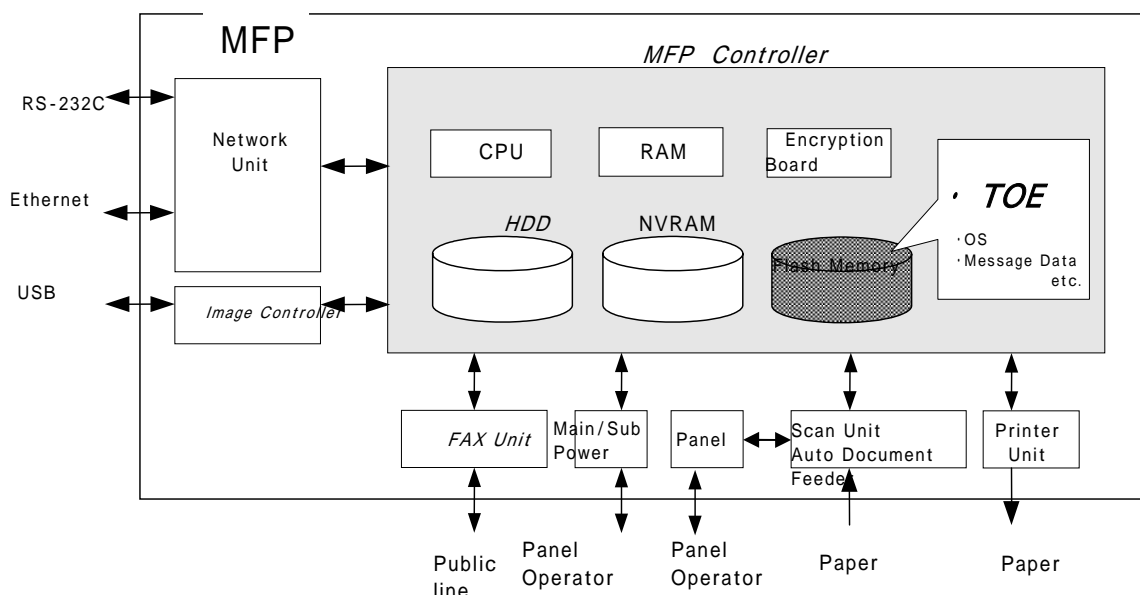 MFP
MFP Controller
RS-232C
Network
Unit
CPU
RAM
Encryption
Board
・ TOE
・OS
・Message Data
etc.
Ethernet
HDD
NVRAM
Flash Memory
USB
Image Controller
FAX Unit
Main/Sub
Power
Panel
Scan Unit
Auto Document
Feeder
Printer
Unit
Public
line
Panel
Operator
Panel
Operator
Paper
Paper